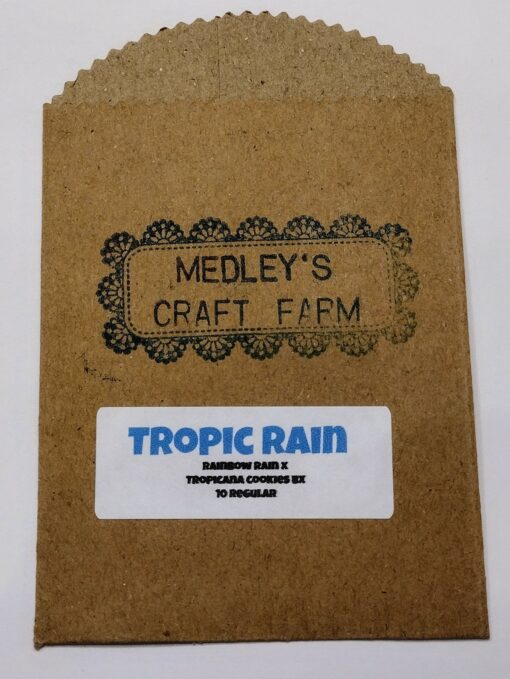 MEDLEY'S
CRAFT FARM
TROPIC RAIN
RAINBOW RAIN X
TROPICANA COOKIES BX
10 REGULAR